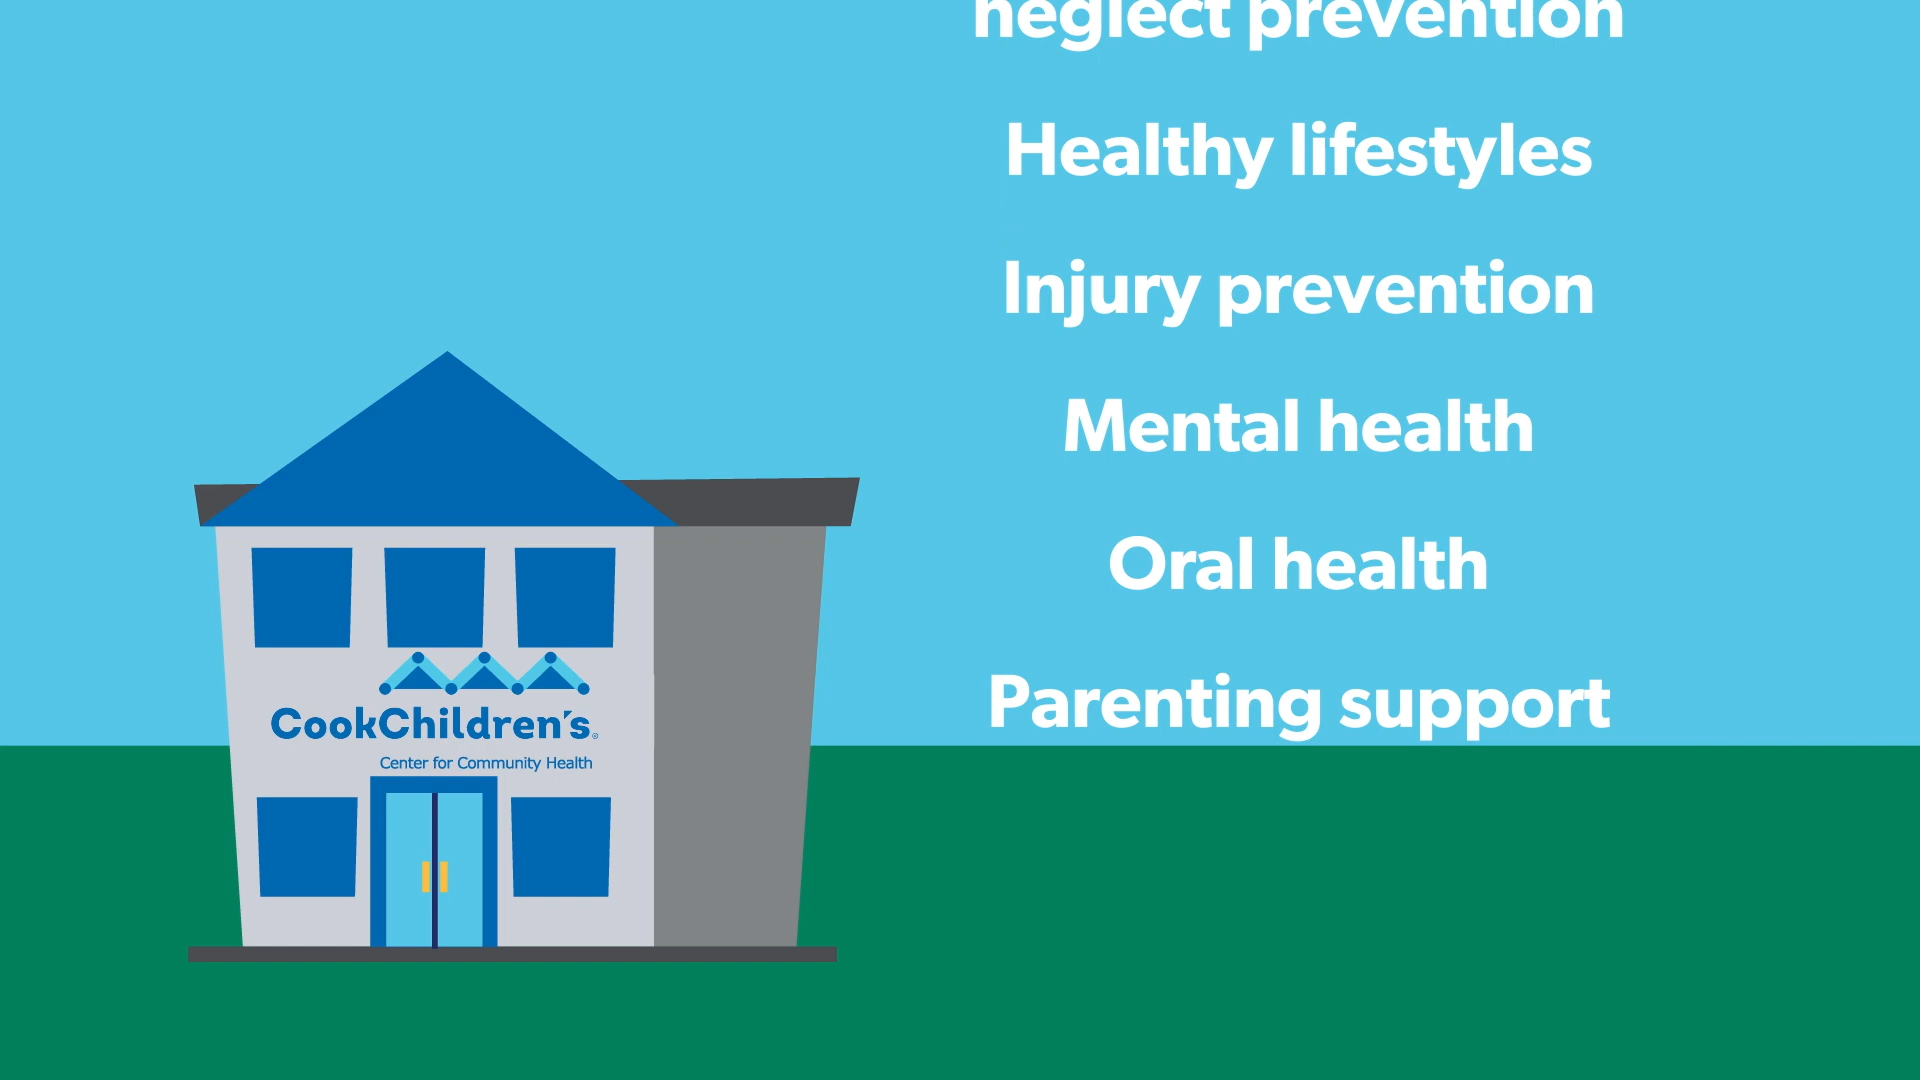 neglect prevention
Healthy lifestyles
Injury prevention
Mental health
Oral health
Parenting support
CookChildren's®
Center for Community Health